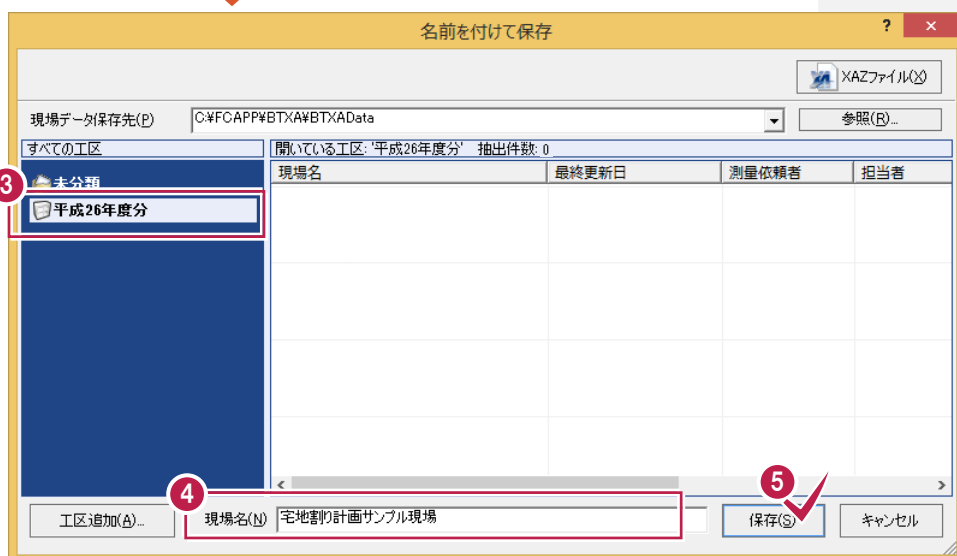 名前を付けて保存
? ×
XAZファイル(X)
現場データ保存先(P) C:¥FCAPP¥BTXA¥BTXAData 参照(R)...
すべての工区 開いている工区: '平成26年度分' 抽出件数: 0
現場名 最終更新日 測量依頼者 担当者
未分類
3
平成26年度分
4
5
工区追加(A)... 現場名(N) 宅地割り計画サンプル現場 保存(S) キャンセル